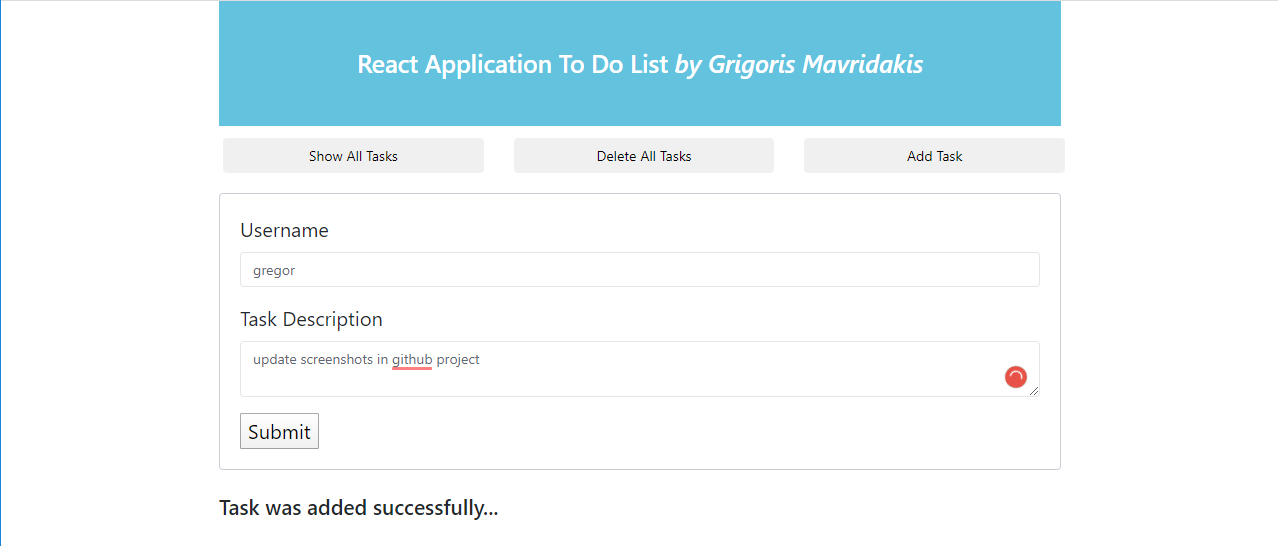 React Application To Do List by Grigoris Mavridakis
Show All Tasks
Delete All Tasks
Add Task
Username
gregor
Task Description
update screenshots in github project
Submit
Task was added successfully...